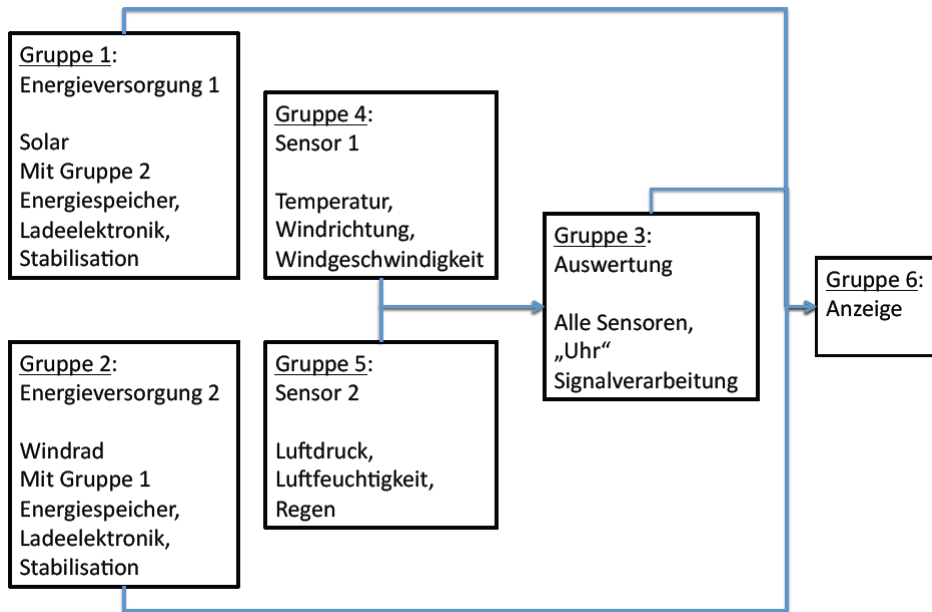 Gruppe 1:
Energieversorgung 1
Solar
Mit Gruppe 2
Energiespeicher,
Ladeelektronik,
Stabilisation
Gruppe 2:
Energieversorgung 2
Windrad
Mit Gruppe 1
Energiespeicher,
Ladeelektronik,
Stabilisation
Gruppe 4:
Sensor 1
Temperatur,
Windrichtung,
Windgeschwindigkeit
Gruppe 5:
Sensor 2
Luftdruck,
Luftfeuchtigkeit,
Regen
Gruppe 3:
Auswertung
Alle Sensoren,
„Uhr“
Signalverarbeitung
Gruppe 6:
Anzeige